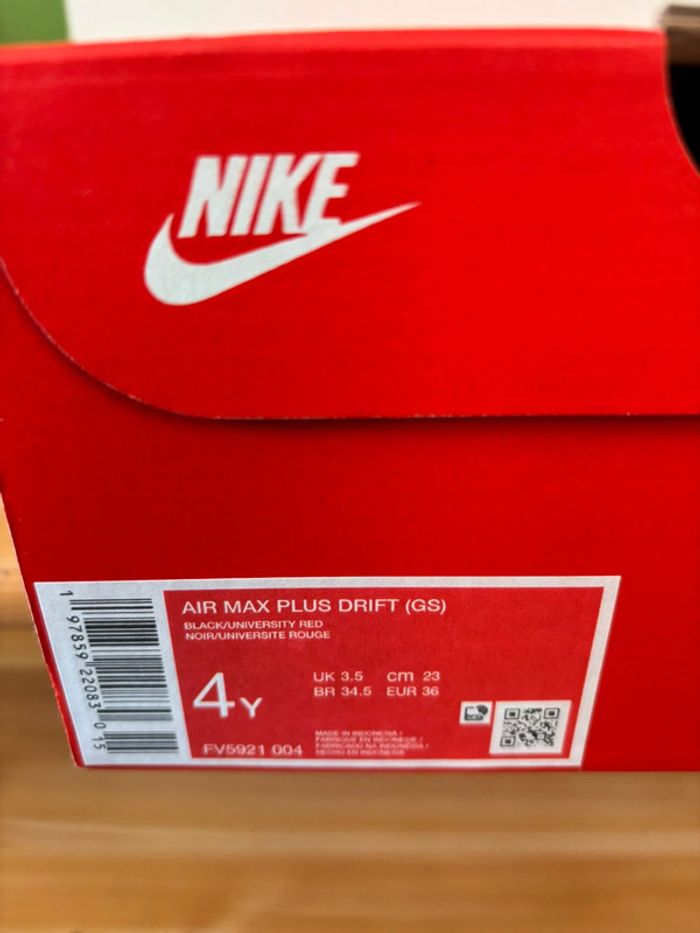 NIKE
AIR MAX PLUS DRIFT (GS)
BLACK/UNIVERSITY RED
NOIR/UNIVERSITE ROUGE
4Y
UK 3.5 cm 23
BR 34.5 EUR 36
FV5921 004
MADE IN INDONESIA /
FABRIQUE EN INDONESIE /
FABRICADO NA INDONESIA /
HECHO EN INDONESIA
1 97859 22083 0 15